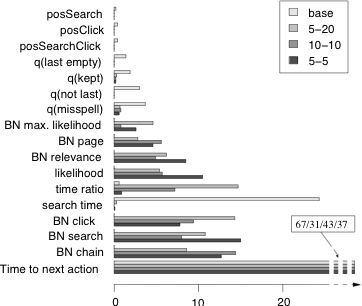 posSearch
posClick
posSearchClick
q(last empty)
q(kept)
q(not last)
q(misspell)
BN max. likelihood
BN page
BN relevance
likelihood
time ratio
search time
BN click
BN search
BN chain
Time to next action
base
5-20
10-10
5-5
67/31/43/37
0 10 20